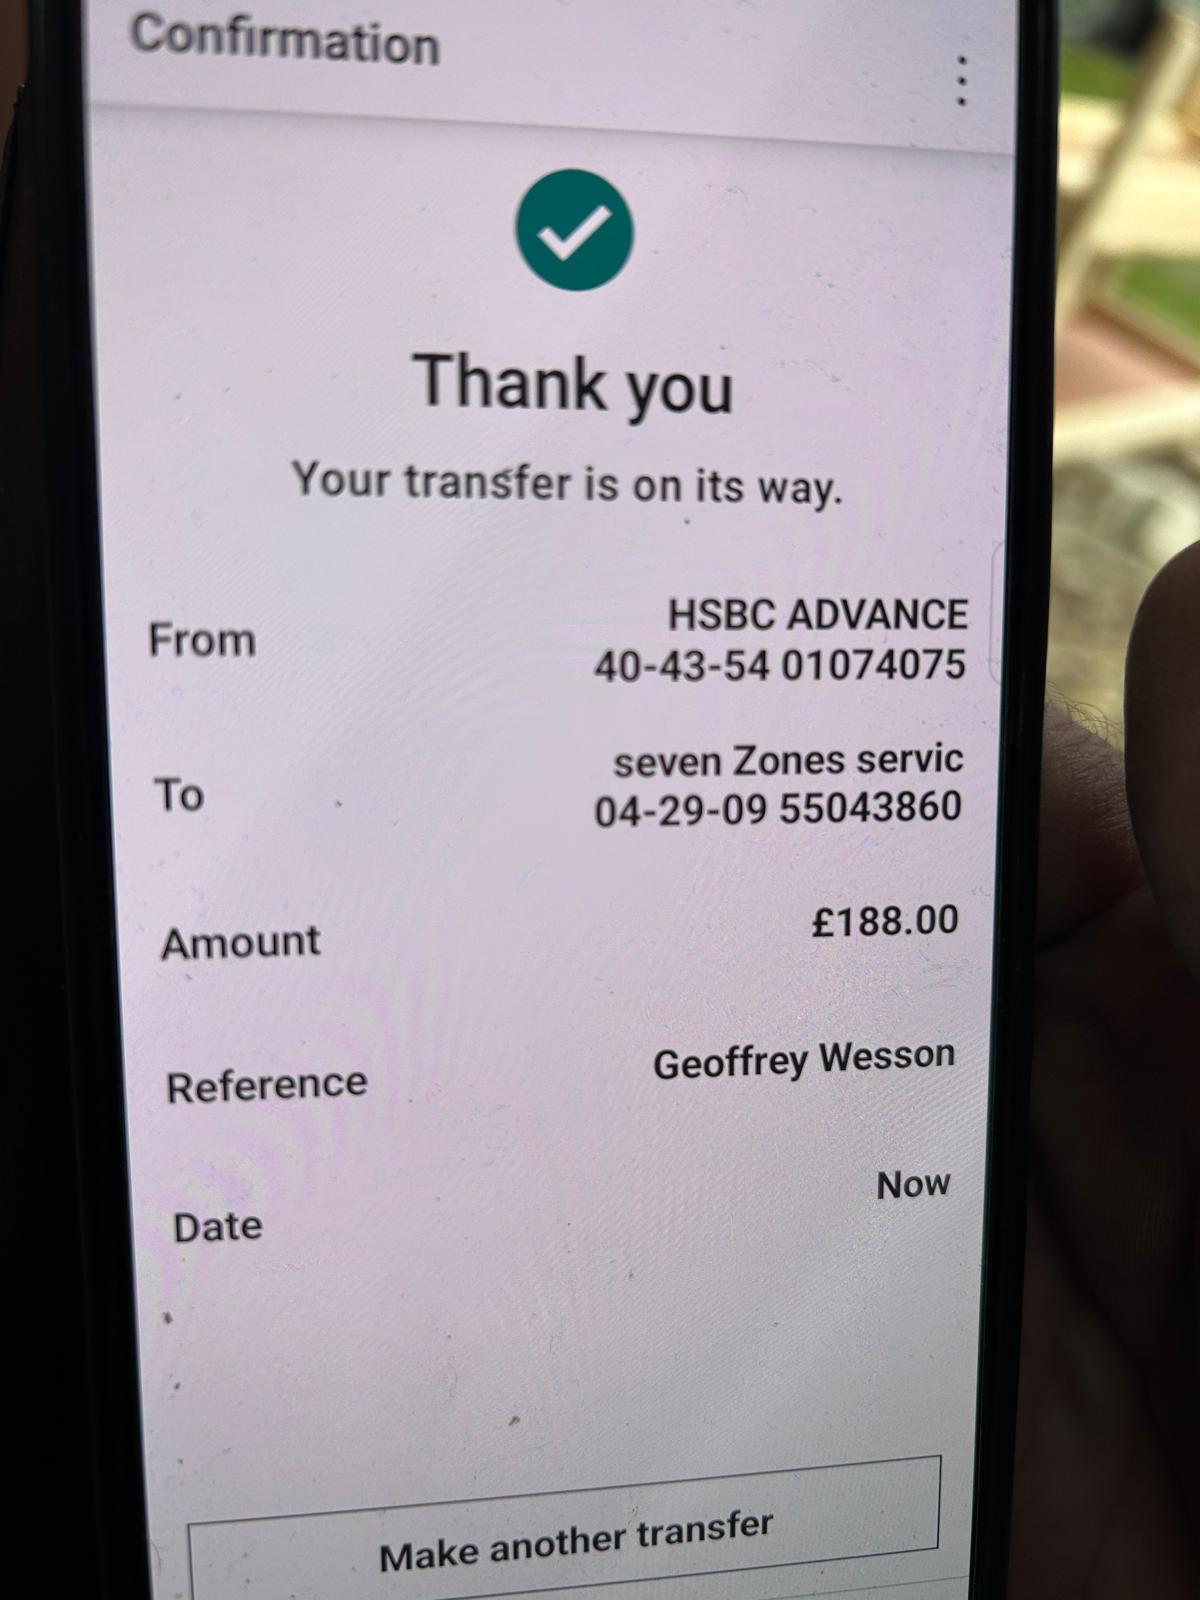 Confirmation
Thank you
Your transfer is on its way.
From
HSBC ADVANCE
40-43-54 01074075
To
seven Zones servic
04-29-09 55043860
Amount
£188.00
Reference
Geoffrey Wesson
Date
Now
Make another transfer